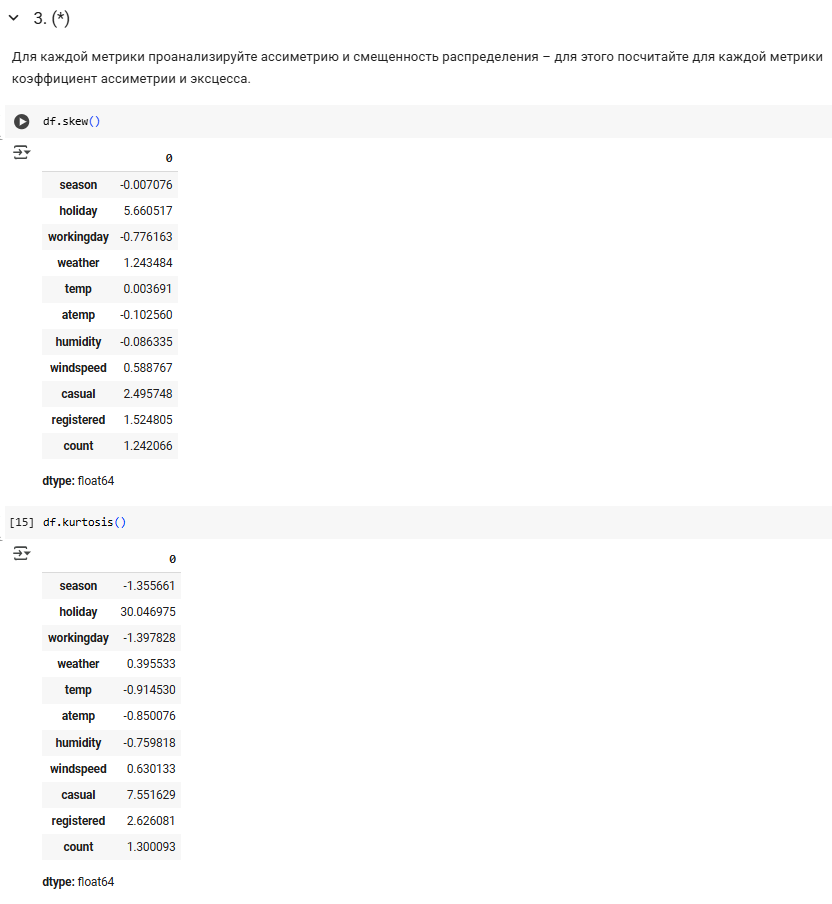 3. (*)
Для каждой метрики проанализируйте ассиметрию и смещенность распределения – для этого посчитайте для каждой метрики
коэффициент ассиметрии и эксцесса.
df.skew()
0
season -0.007076
holiday 5.660517
workingday -0.776163
weather 1.243484
temp 0.003691
atemp -0.102560
humidity -0.086335
windspeed 0.588767
casual 2.495748
registered 1.524805
count 1.242066
dtype: float64
[15] df.kurtosis()
0
season -1.355661
holiday 30.046975
workingday -1.397828
weather 0.395533
temp -0.914530
atemp -0.850076
humidity -0.759818
windspeed 0.630133
casual 7.551629
registered 2.626081
count 1.300093
dtype: float64